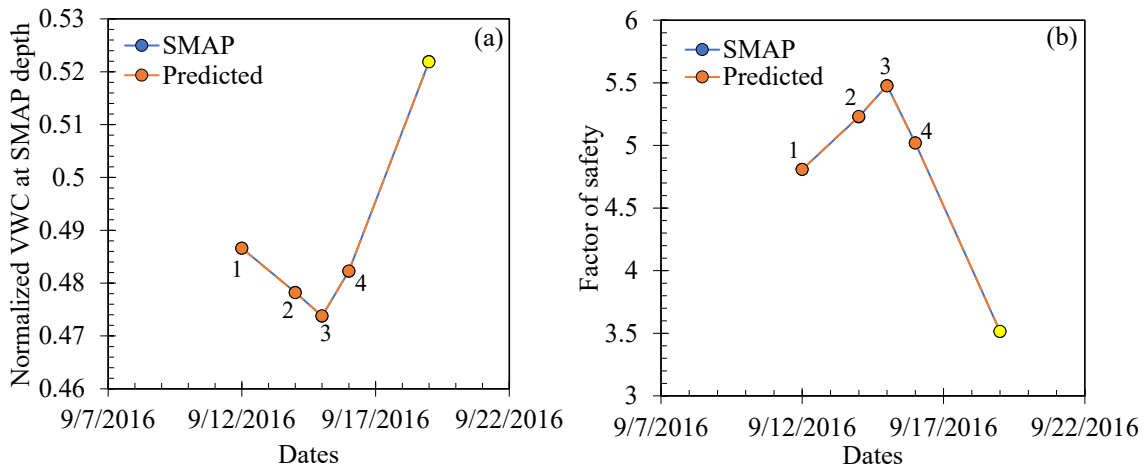 (a)
SMAP
Predicted
Normalized VWC at SMAP depth
0.53
0.52
0.51
0.5
0.49
0.48
0.47
0.46
1
2
3
4
9/7/2016 9/12/2016 9/17/2016 9/22/2016
Dates
(b)
SMAP
Predicted
Factor of safety
6
5.5
5
4.5
4
3.5
3
1
2
3
4
9/7/2016 9/12/2016 9/17/2016 9/22/2016
Dates